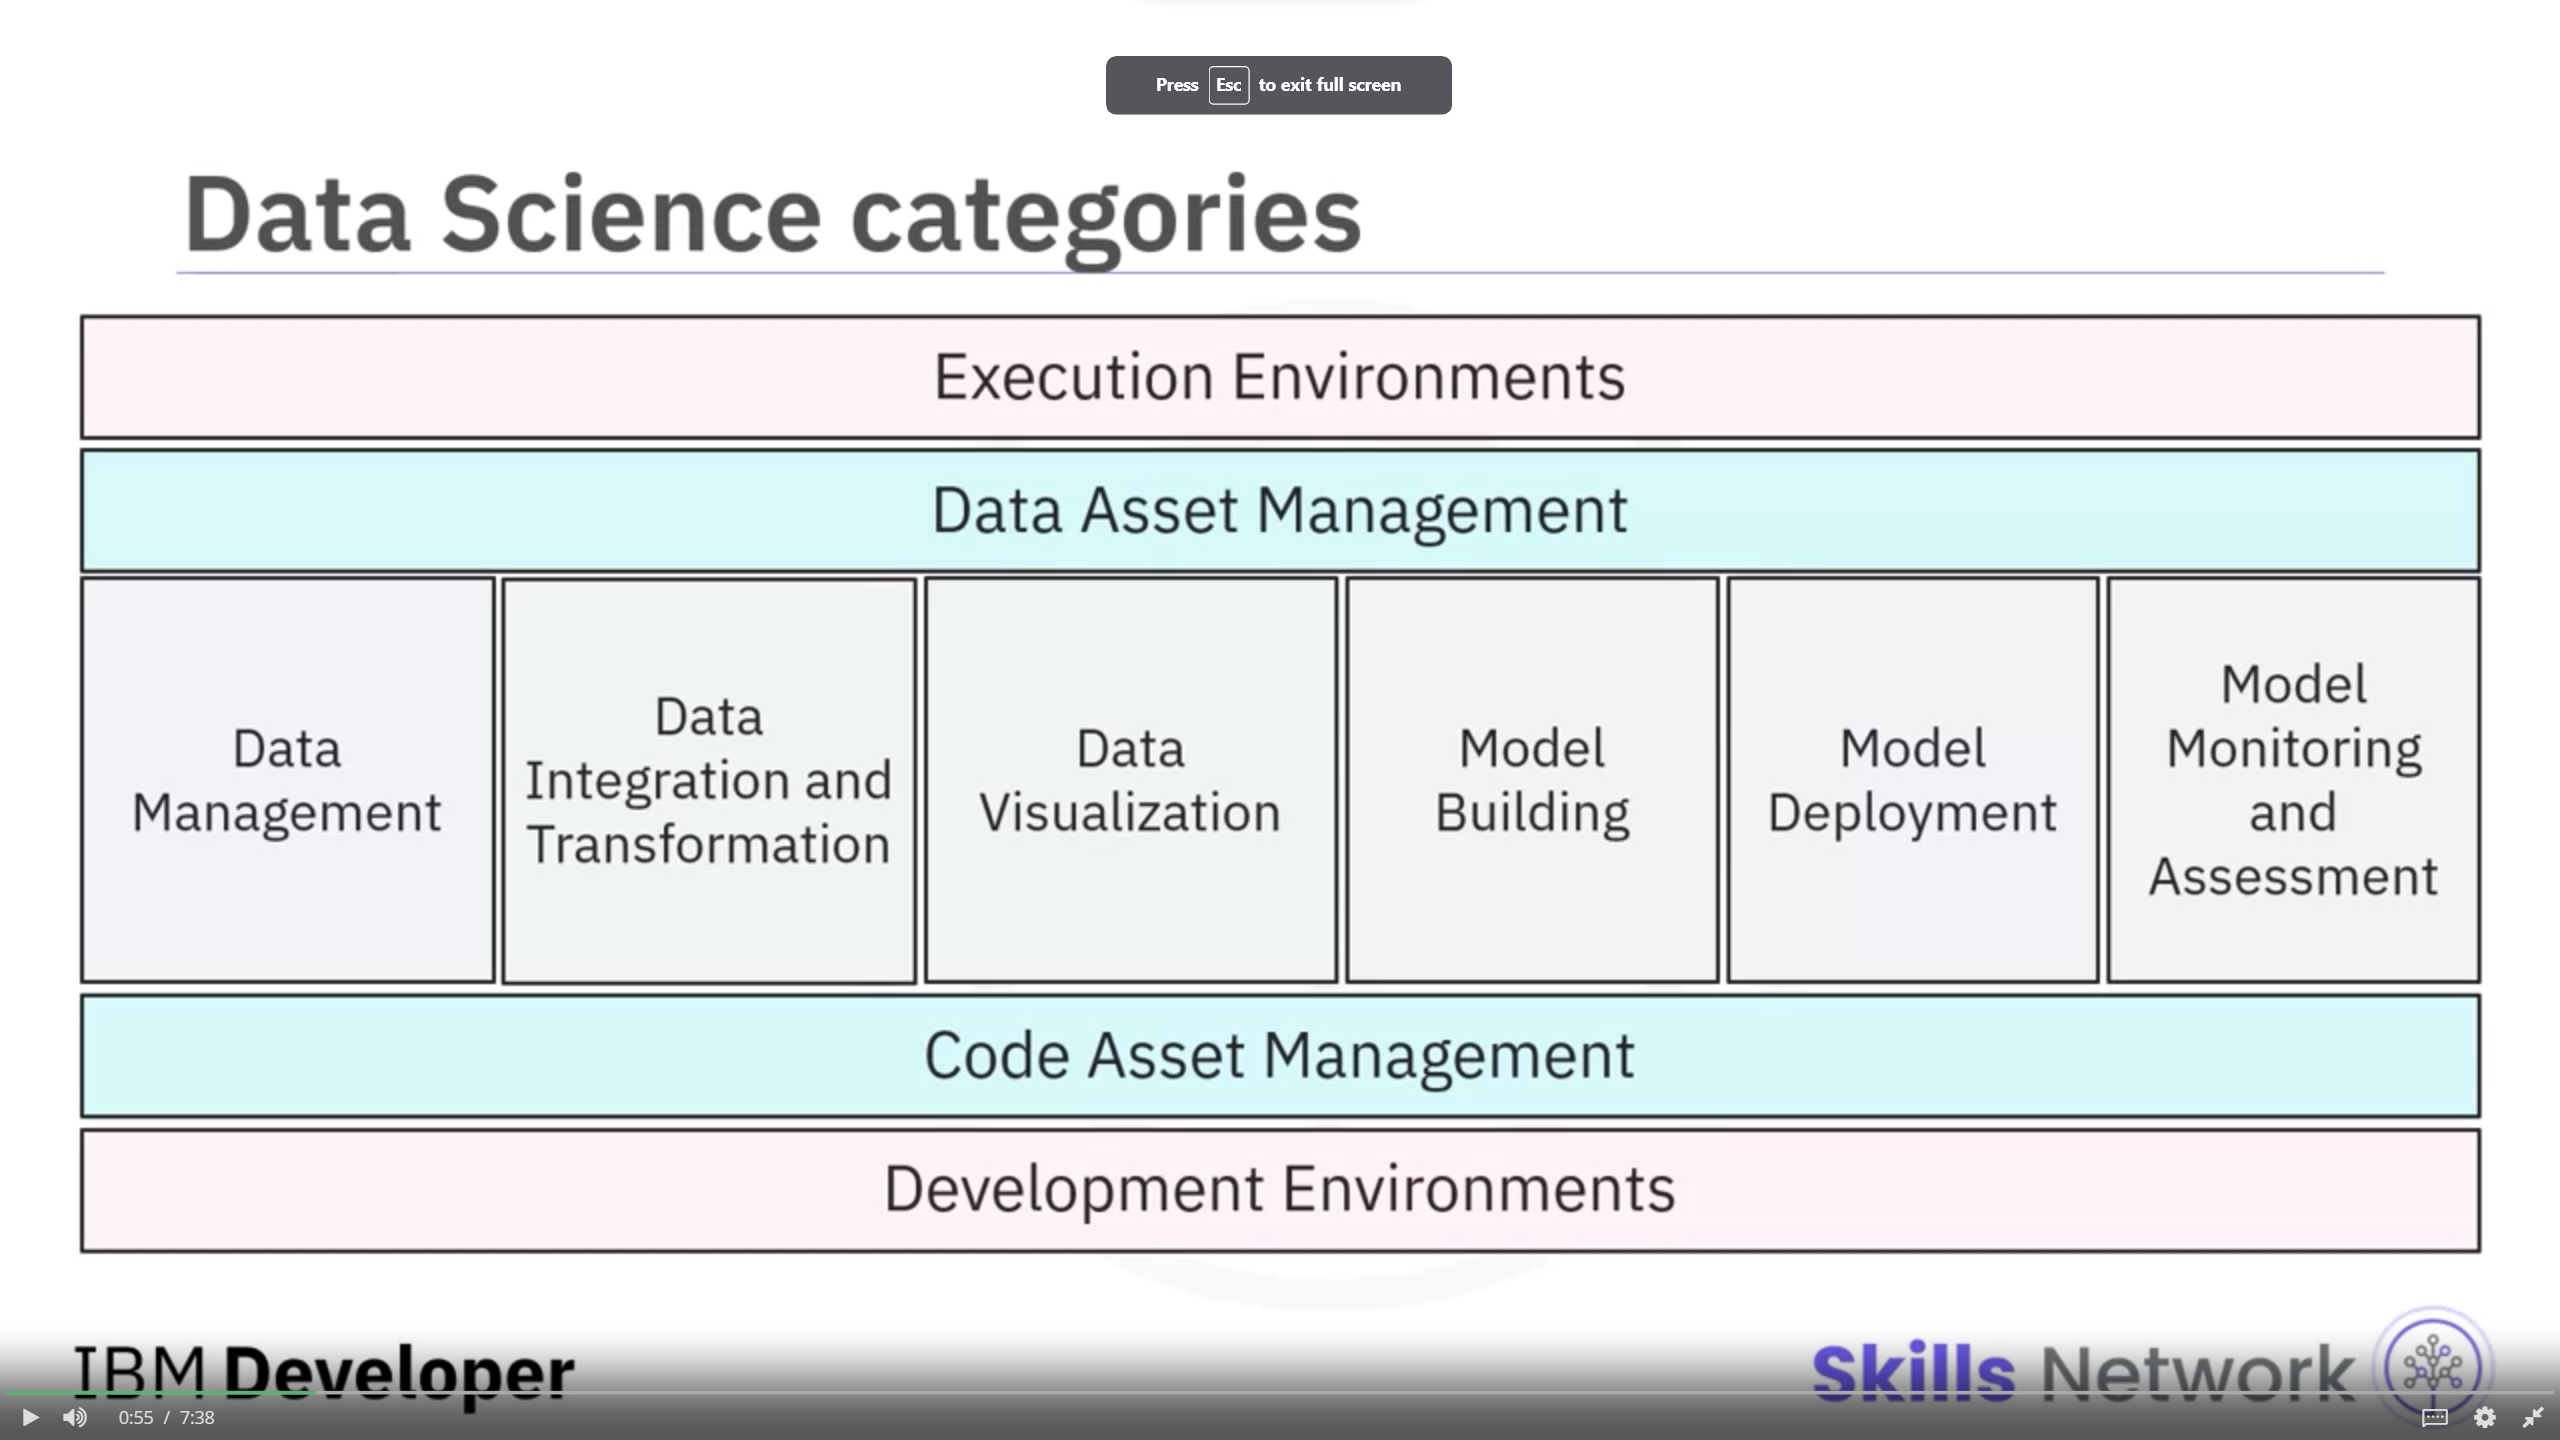 Press Esc to exit full screen
Data Science categories
Execution Environments
Data Asset Management
Data
Management
Data
Integration and
Transformation
Data
Visualization
Model
Building
Model
Deployment
Model
Monitoring
and
Assessment
Code Asset Management
Development Environments
IBM Developer
Skills Network
0:55 / 7:38